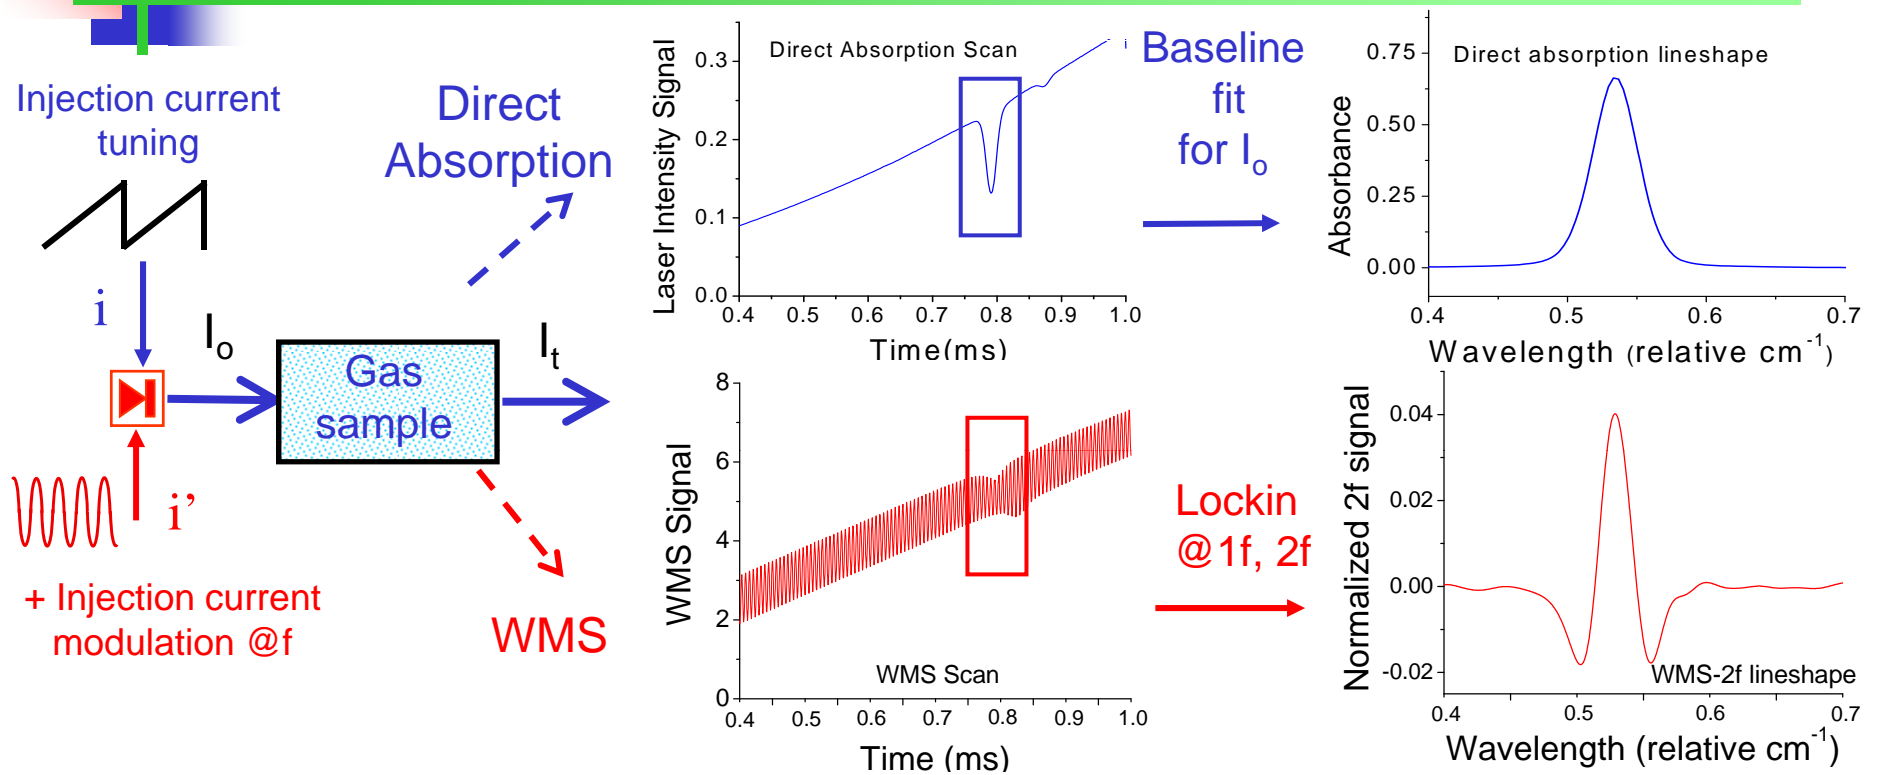 Injection current
tuning
i
I_o
I_t
Gas
sample
i’
+ Injection current
modulation @f
Direct
Absorption
WMS
Laser Intensity Signal
Direct Absorption Scan
0.3
0.2
0.1
0.0
0.4 0.5 0.6 0.7 0.8 0.9 1.0
Time(ms)
Baseline
fit
for I_o
Absorbance
Direct absorption lineshape
0.75
0.50
0.25
0.00
0.4 0.5 0.6 0.7
Wavelength (relative cm^-1)
WMS Signal
8
6
4
2
0
WMS Scan
0.4 0.5 0.6 0.7 0.8 0.9 1.0
Time (ms)
Lockin
@1f, 2f
Normalized 2f signal
0.04
0.02
0.00
-0.02
WMS-2f lineshape
0.4 0.5 0.6 0.7
Wavelength (relative cm^-1)